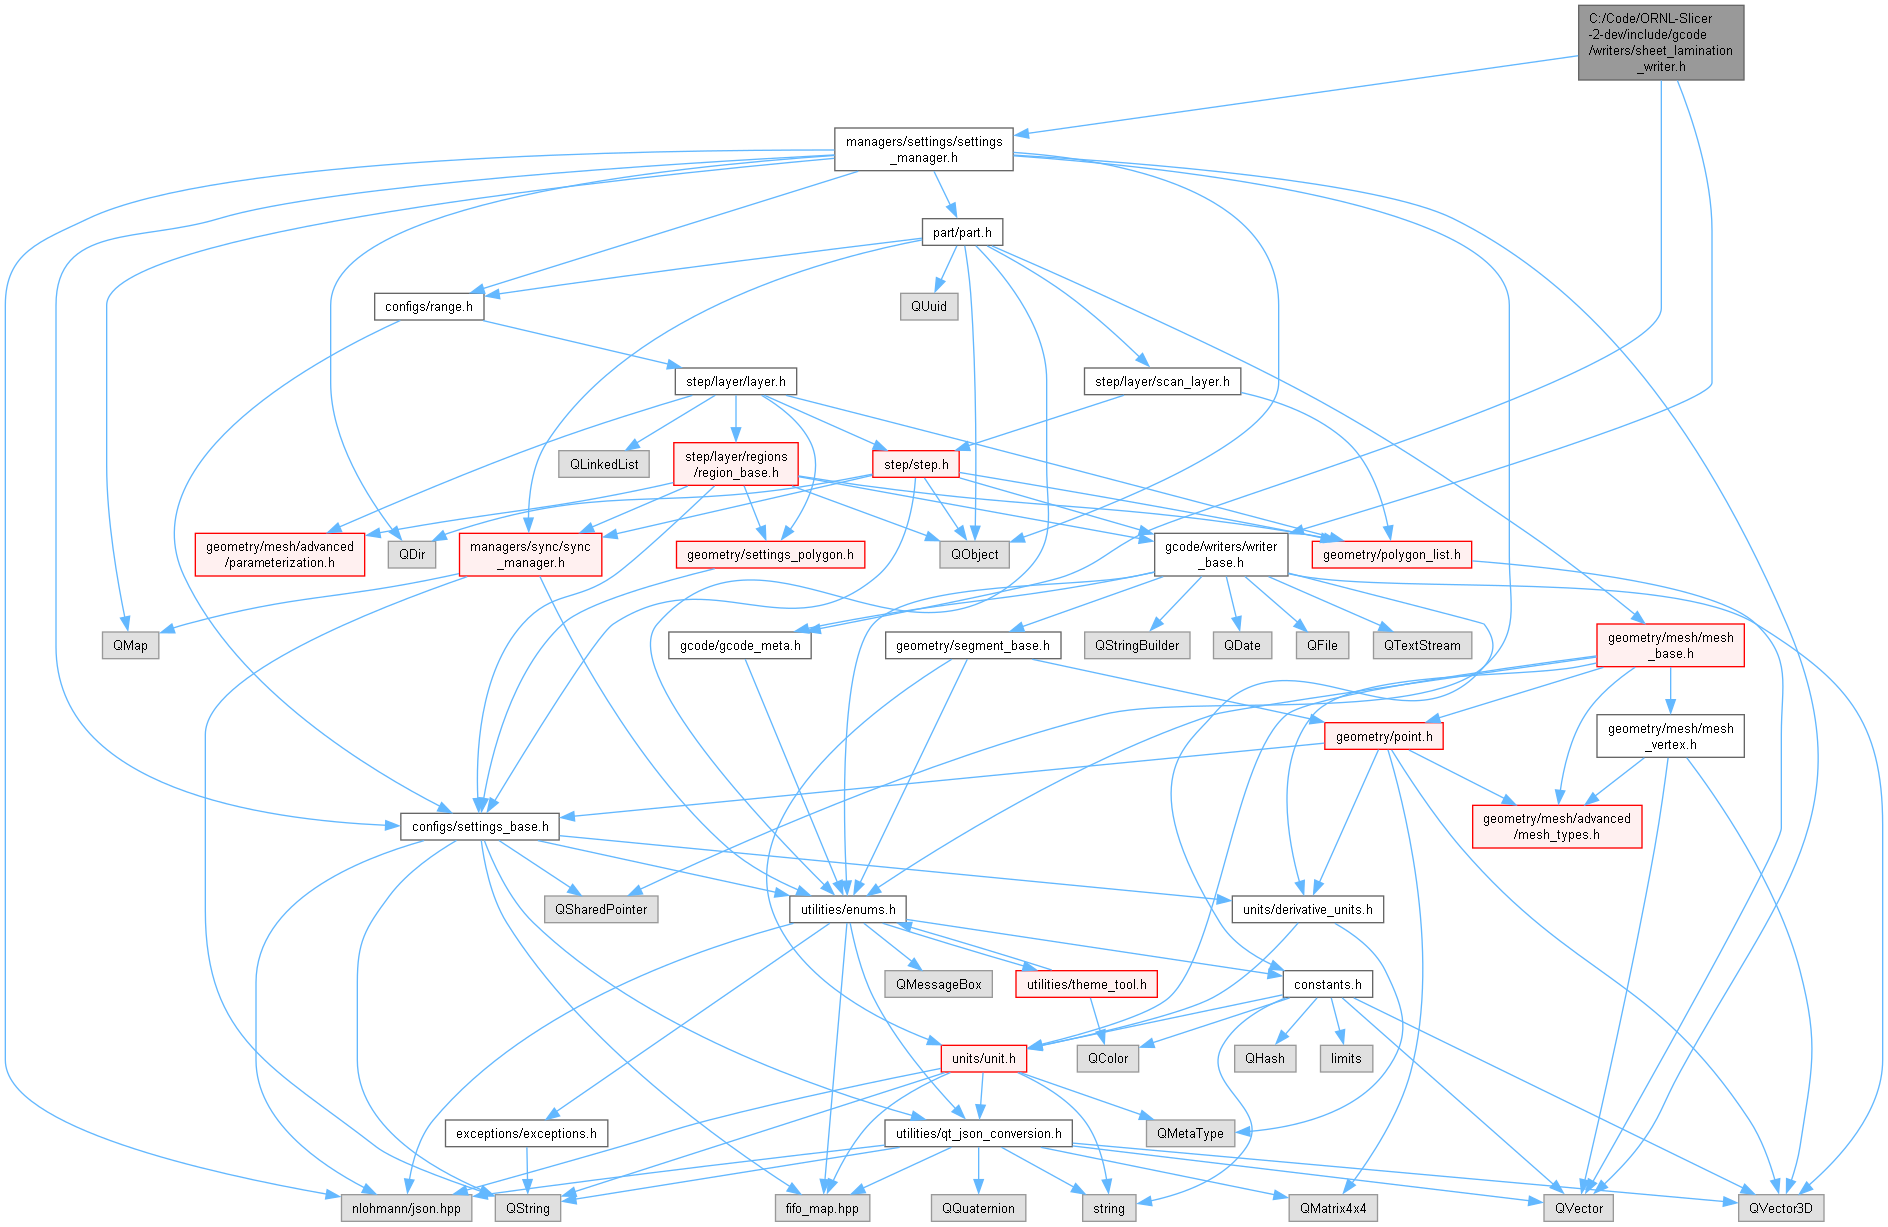 C:/Code/ORNL-Slicer
-2-dev/include/gcode
/writers/sheet_lamination
_writer.h
managers/settings/settings
_manager.h
part/part.h
configs/range.h
QUuid
step/layer/layer.h
step/layer/scan_layer.h
QLinkedList
step/layer/regions
/region_base.h
step/step.h
geometry/mesh/advanced
/parameterization.h
QDir
managers/sync/sync
_manager.h
geometry/settings_polygon.h
QObject
gcode/writers/writer
_base.h
geometry/polygon_list.h
QMap
gcode/gcode_meta.h
geometry/segment_base.h
QStringBuilder
QDate
QFile
QTextStream
geometry/mesh/mesh
_base.h
geometry/point.h
geometry/mesh/mesh
_vertex.h
configs/settings_base.h
geometry/mesh/advanced
/mesh_types.h
QSharedPointer
utilities/enums.h
units/derivative_units.h
QMessageBox
utilities/theme_tool.h
constants.h
units/unit.h
QColor
QHash
limits
exceptions/exceptions.h
utilities/qt_json_conversion.h
QMetaType
nlohmann/json.hpp
QString
fifo_map.hpp
QQuaternion
string
QMatrix4x4
QVector
QVector3D